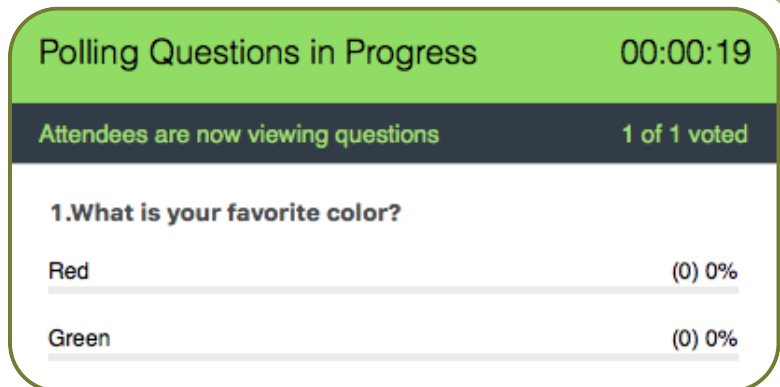 Polling Questions in Progress 00:00:19
Attendees are now viewing questions 1 of 1 voted
1.What is your favorite color?
Red (0) 0%
Green (0) 0%